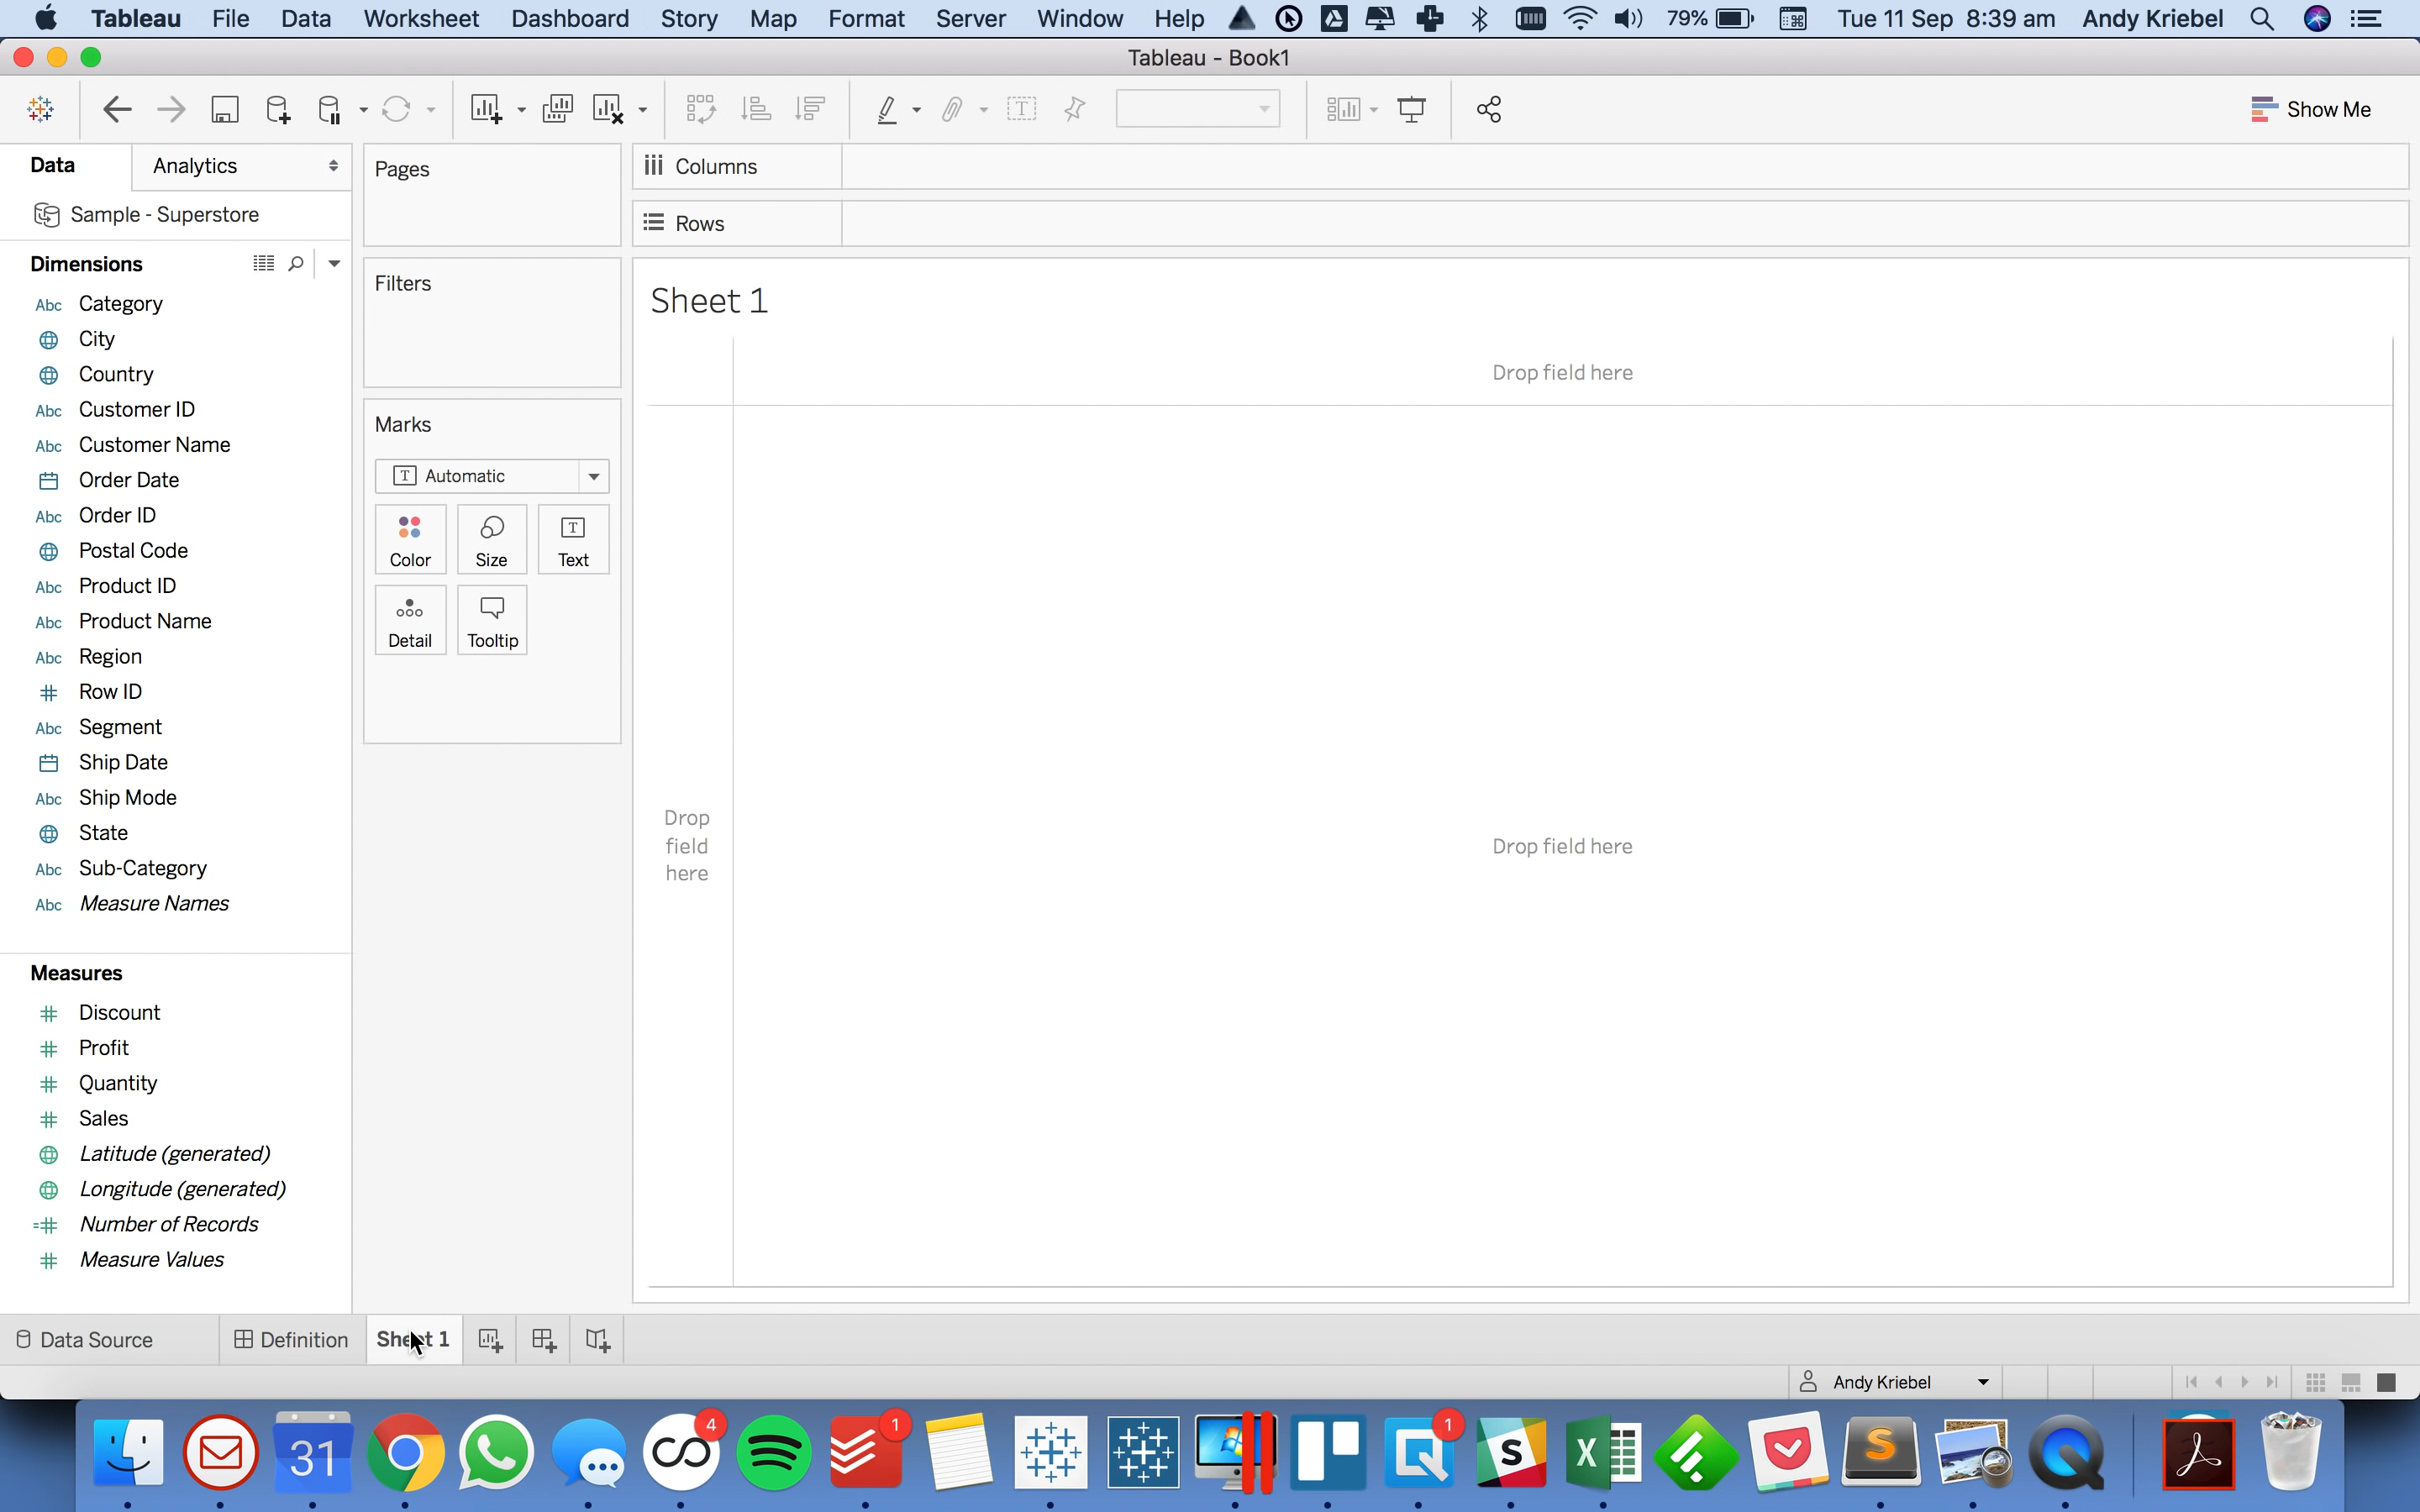 Tableau File Data Worksheet Dashboard Story Map Format Server Window Help 79% Tue 11 Sep 8:39 am Andy Kriebel
Tableau - Book1
Show Me
Data Analytics
Sample - Superstore
Dimensions
Abc Category
City
Country
Abc Customer ID
Abc Customer Name
Order Date
Abc Order ID
Postal Code
Abc Product ID
Abc Product Name
Abc Region
# Row ID
Abc Segment
Ship Date
Abc Ship Mode
State
Abc Sub-Category
Abc Measure Names
Measures
# Discount
# Profit
# Quantity
# Sales
Latitude (generated)
Longitude (generated)
=# Number of Records
# Measure Values
Pages
Filters
Marks
T Automatic
Color Size T Text
Detail Tooltip
Columns
Rows
Sheet 1
Drop field here
Drop
field
here
Drop field here
Data Source Definition Sheet 1
Andy Kriebel
31 4 1 1 S X S